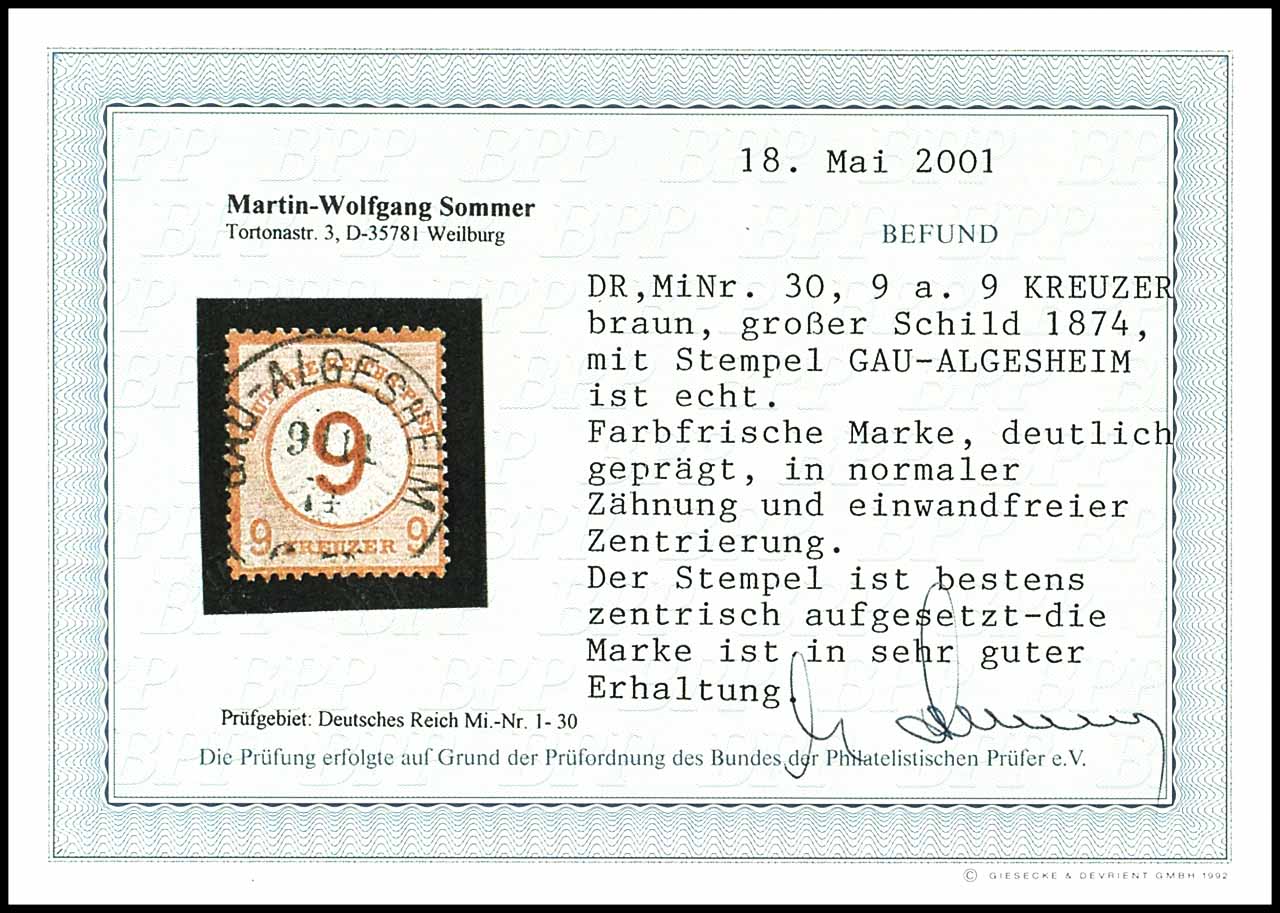 18. Mai 2001
Martin-Wolfgang Sommer
Tortonastr. 3, D-35781 Weilburg
BEFUND
DR,MiNr. 30, 9 a. 9 KREUZER
braun, großer Schild 1874,
mit Stempel GAU-ALGESHEIM
ist echt.
Farbfrische Marke, deutlich
geprägt, in normaler
Zähnung und einwandfreier
Zentrierung.
Der Stempel ist bestens
zentrisch aufgesetzt-die
Marke ist in sehr guter
Erhaltung.
GAU-ALGESHEIM
9
9 KREUZER 9
Prüfgebiet: Deutsches Reich Mi.-Nr. 1- 30
Die Prüfung erfolgte auf Grund der Prüfordnung des Bundes der Philatelistischen Prüfer e.V.
© GIESECKE & DEVRIENT GMBH 1992
BPP